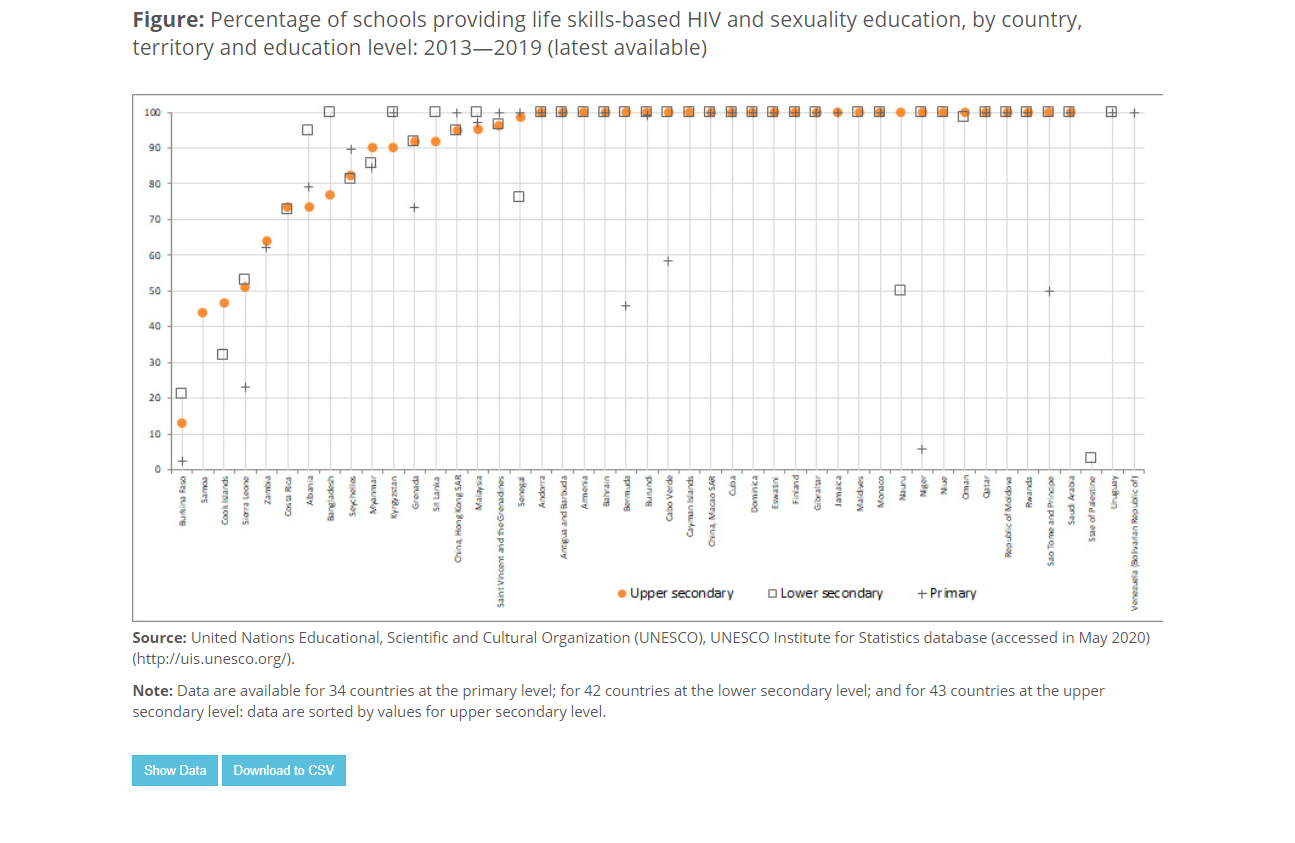 Figure: Percentage of schools providing life skills-based HIV and sexuality education, by country,
territory and education level: 2013—2019 (latest available)
100
90
80
70
60
50
40
30
20
10
0
Burkina Faso
Samoa
Cook Islands
Sierra Leone
Zambia
Costa Rica
Albania
Bangladesh
Seychelles
Myanmar
Kyrgyzstan
Grenada
Sri Lanka
China, Hong Kong SAR
Malaysia
Saint Vincent and the Grenadines
Senegal
Andorra
Antigua and Barbuda
Armenia
Bahrain
Bermuda
Burundi
Cabo Verde
Cayman Islands
China, Macao SAR
Cuba
Dominica
Eswatini
Finland
Gibraltar
Jamaica
Maldives
Monaco
Nauru
Niger
Niue
Oman
Qatar
Republic of Moldova
Rwanda
Sao Tome and Principe
Saudi Arabia
Stae of Palestine
Uruguay
Venezuela (Bolivarian Republic of)
Upper secondary Lower secondary Primary
Source: United Nations Educational, Scientific and Cultural Organization (UNESCO), UNESCO Institute for Statistics database (accessed in May 2020)
(http://uis.unesco.org/).
Note: Data are available for 34 countries at the primary level; for 42 countries at the lower secondary level; and for 43 countries at the upper
secondary level: data are sorted by values for upper secondary level.
Show Data Download to CSV